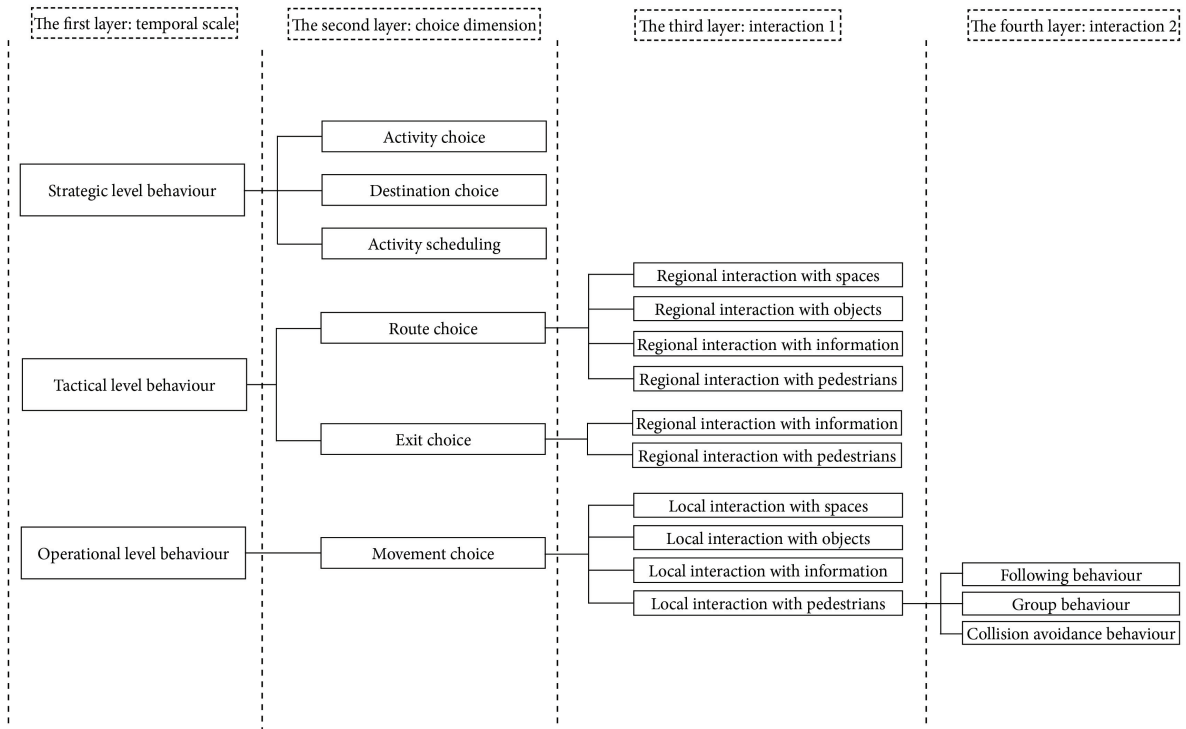 The first layer: temporal scale
The second layer: choice dimension
The third layer: interaction 1
The fourth layer: interaction 2
Strategic level behaviour
Activity choice
Destination choice
Activity scheduling
Tactical level behaviour
Route choice
Regional interaction with spaces
Regional interaction with objects
Regional interaction with information
Regional interaction with pedestrians
Exit choice
Regional interaction with information
Regional interaction with pedestrians
Operational level behaviour
Movement choice
Local interaction with spaces
Local interaction with objects
Local interaction with information
Local interaction with pedestrians
Following behaviour
Group behaviour
Collision avoidance behaviour